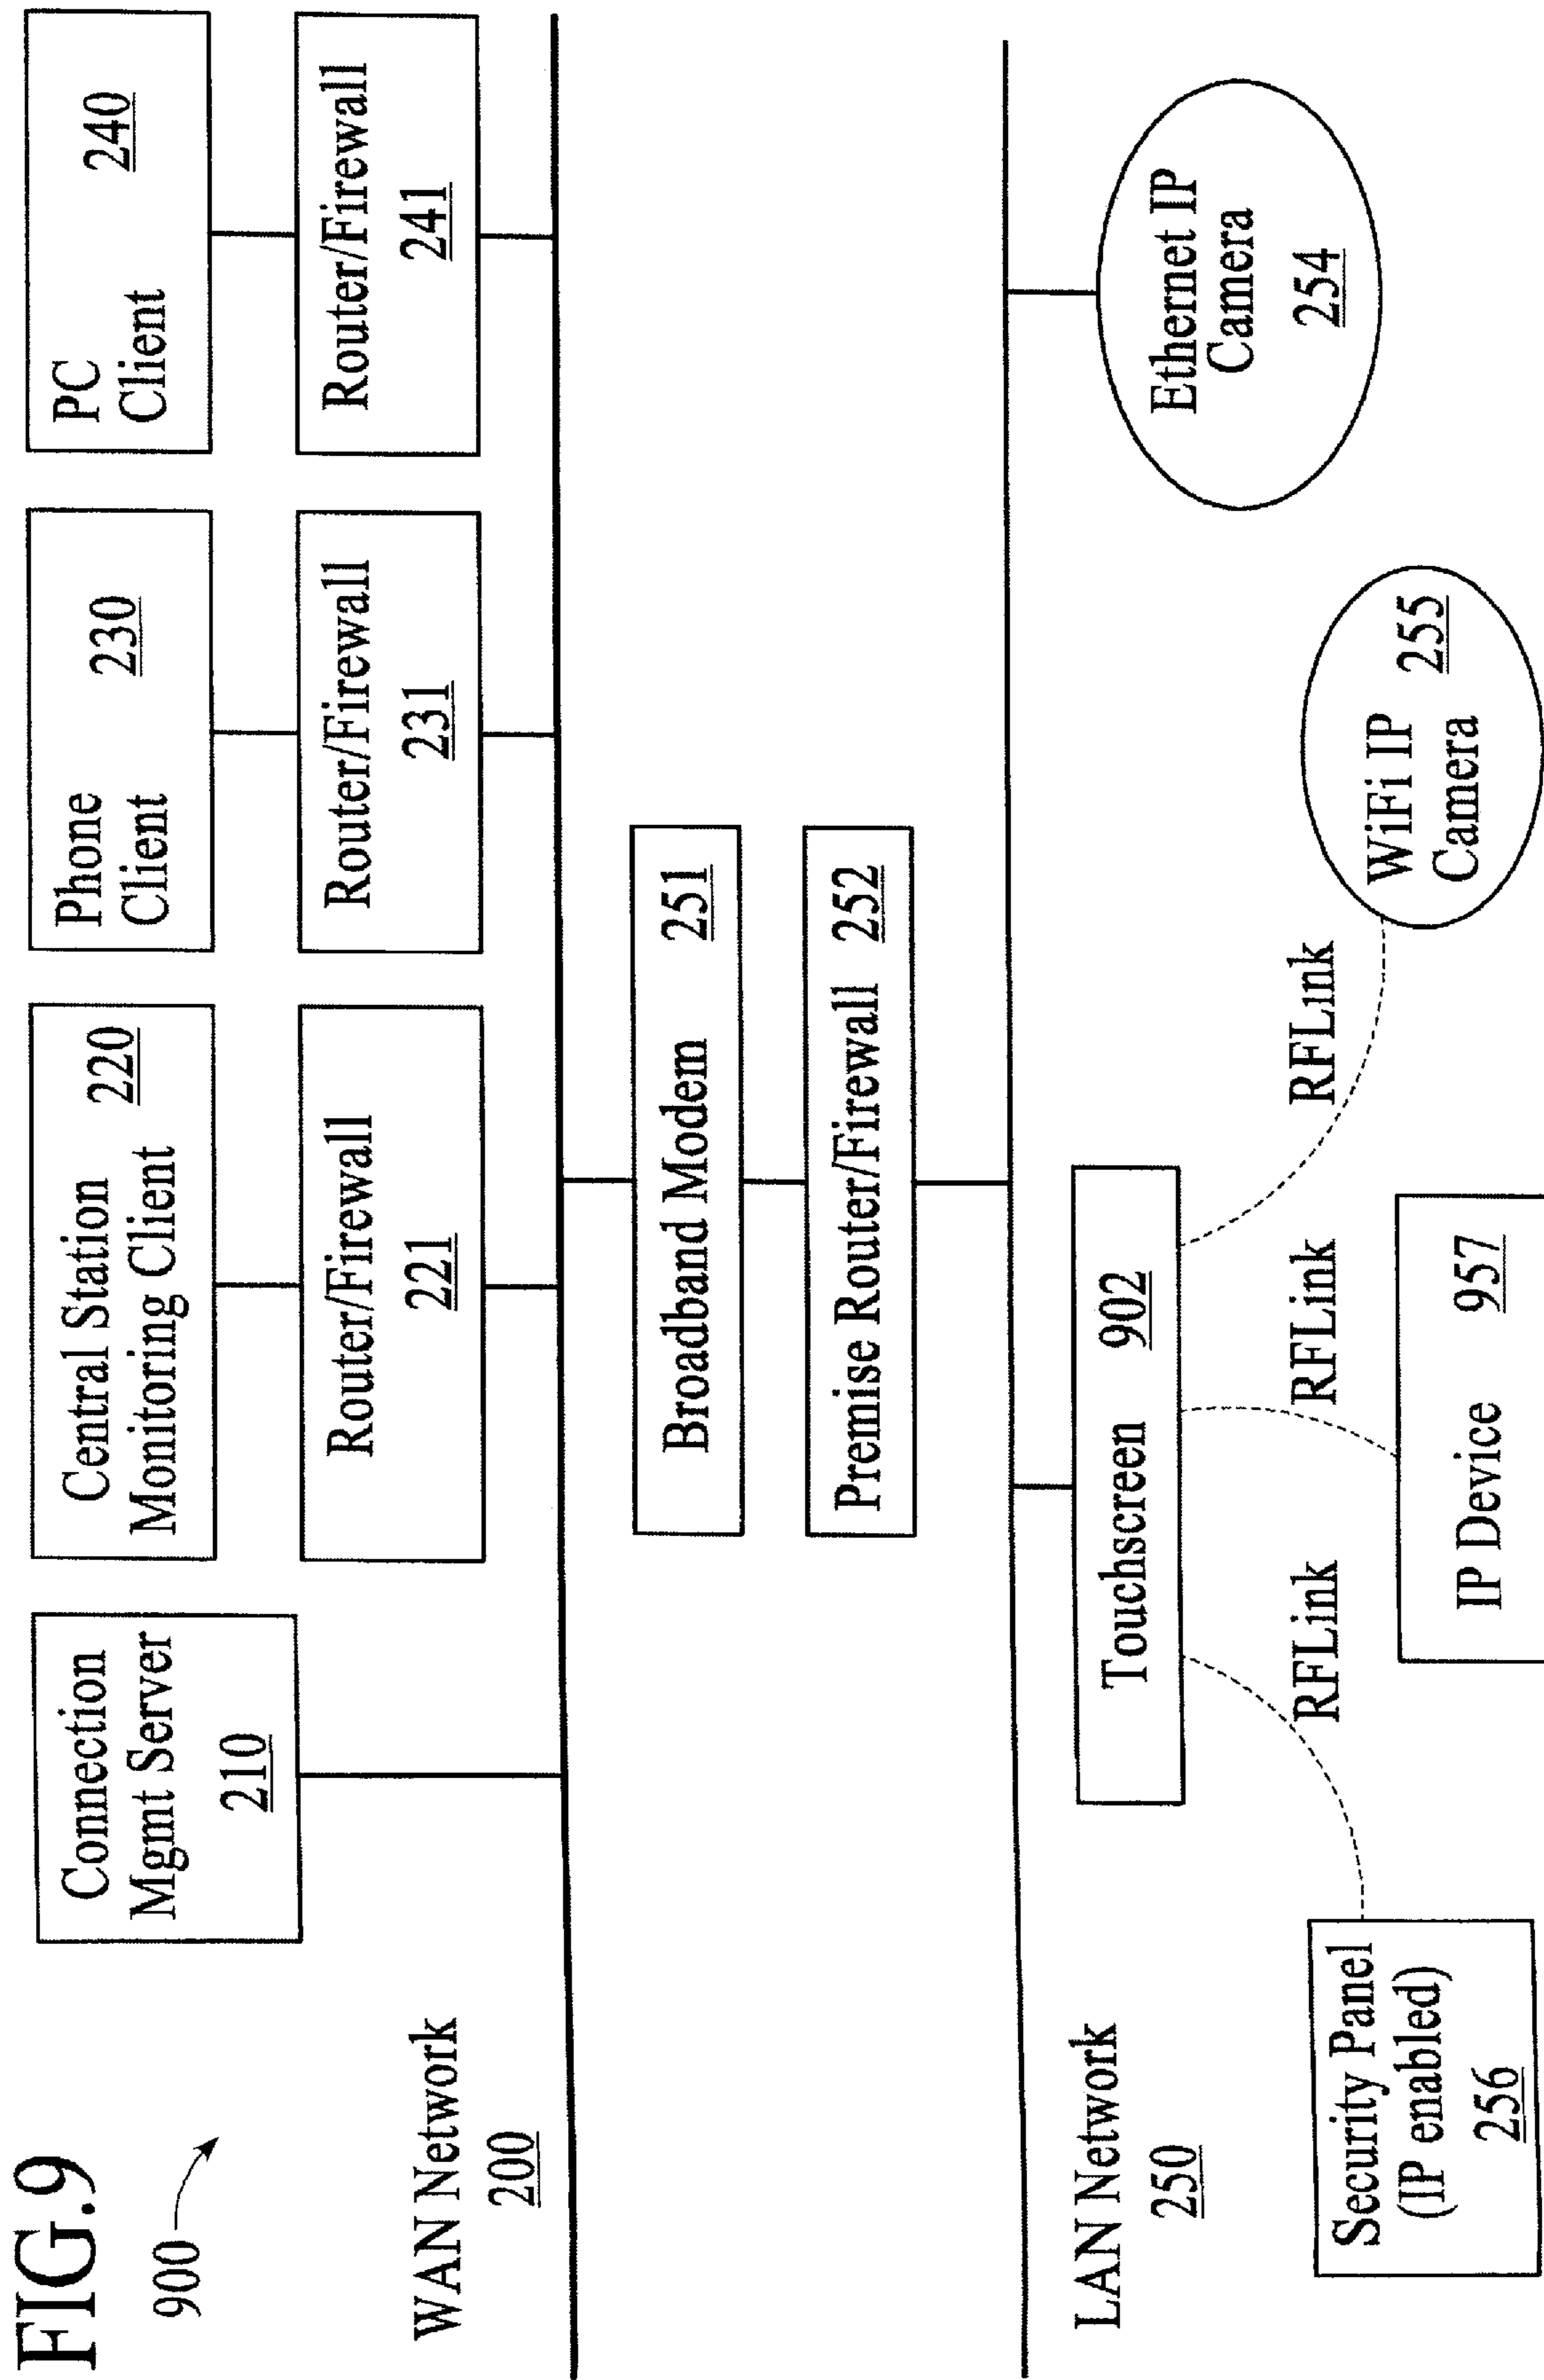 FIG.9
900
Connection
Mgmt Server
210
Central Station
Monitoring Client
220
Phone
Client
230
PC
Client
240
Router/Firewall
221
Router/Firewall
231
Router/Firewall
241
WAN Network
200
Broadband Modem 251
Premise Router/Firewall 252
LAN Network
250
Touchscreen 902
Ethernet IP
Camera
254
RFLink
RFLink
RFLink
Security Panel
(IP enabled)
256
IP Device 957
WiFi IP 255
Camera